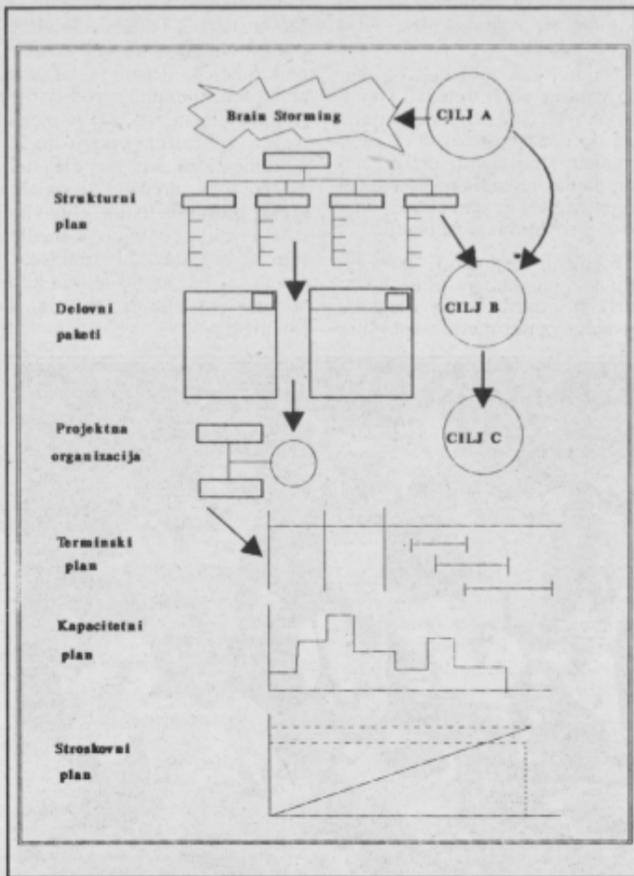 Brain Storming
CILJ A
Strukturni
plan
Delovni
paketi
CILJ B
Projektna
organizacija
CILJ C
Terminski
plan
Kapacitetni
plan
Stroskovni
plan